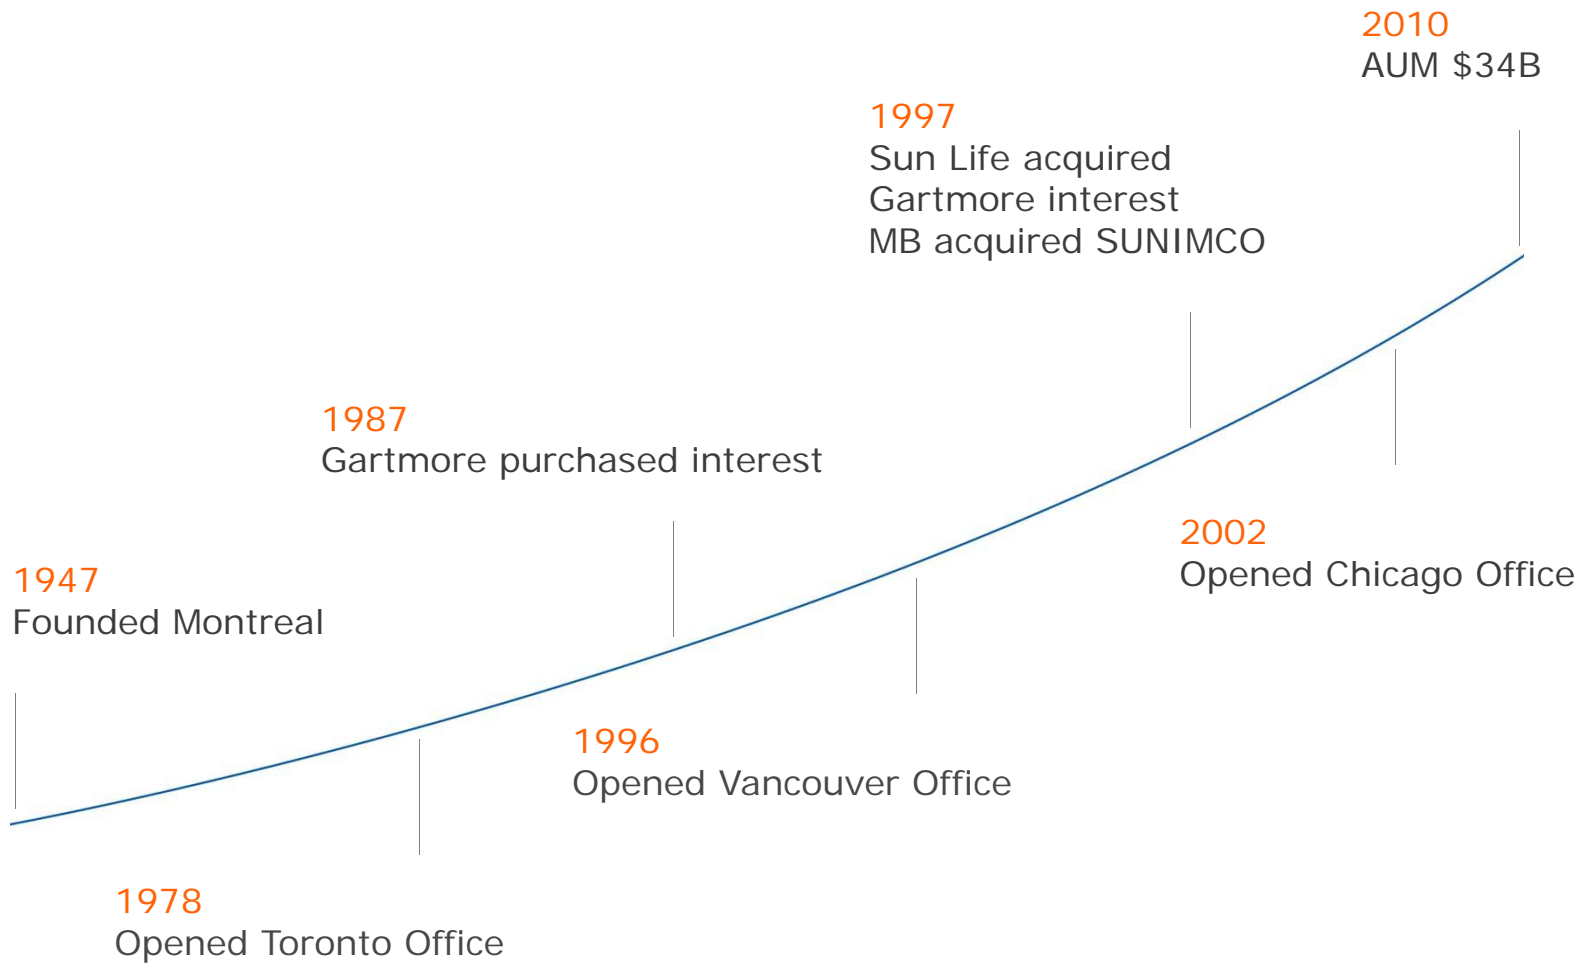 2010
AUM $34B
1997
Sun Life acquired
Gartmore interest
MB acquired SUNIMCO
1987
Gartmore purchased interest
2002
Opened Chicago Office
1947
Founded Montreal
1996
Opened Vancouver Office
1978
Opened Toronto Office